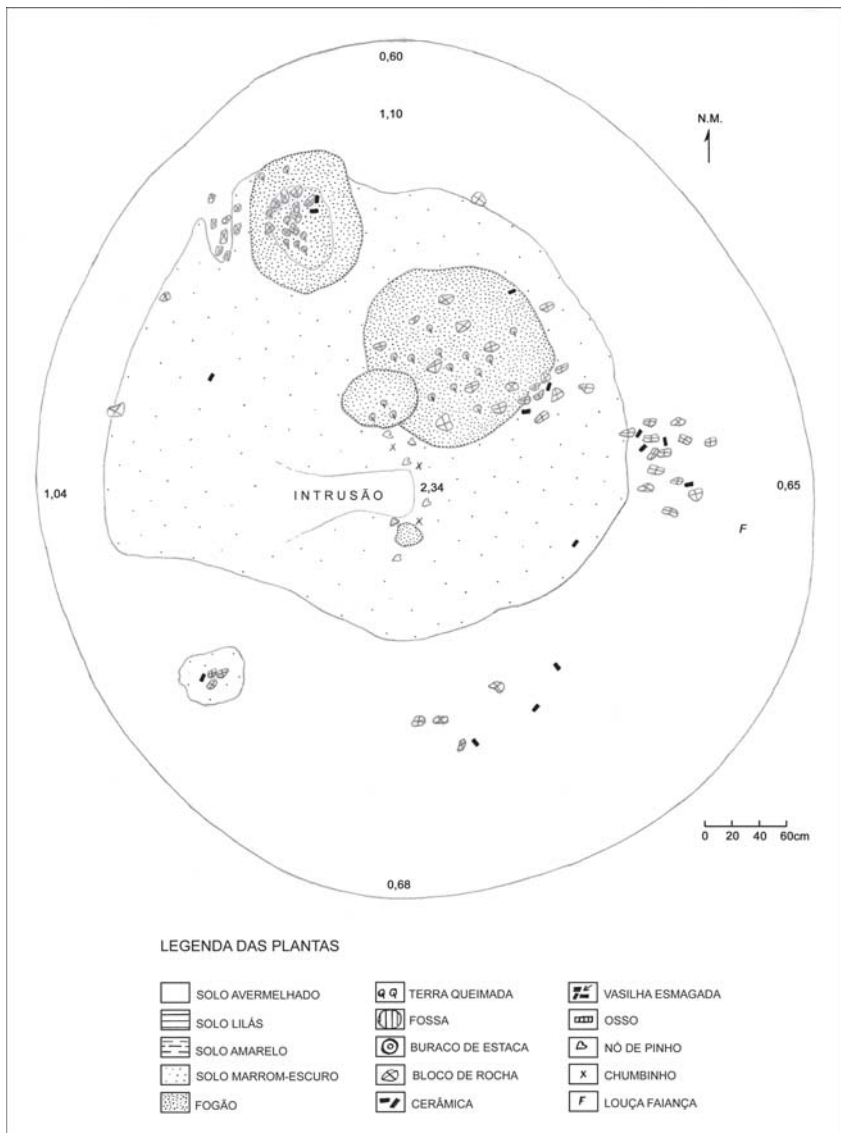 0,60
1,10
N.M.
INTRUSÃO
2,34
1,04
0,65
F
x
x
x
0,68
0 20 40 60cm
LEGENDA DAS PLANTAS
SOLO AVERMELHADO
SOLO LILÁS
SOLO AMARELO
SOLO MARROM-ESCURO
FOGÃO
TERRA QUEIMADA
FOSSA
BURACO DE ESTACA
BLOCO DE ROCHA
CERÂMICA
VASILHA ESMAGADA
OSSO
NÓ DE PINHO
x CHUMBINHO
F LOUÇA FAIANÇA